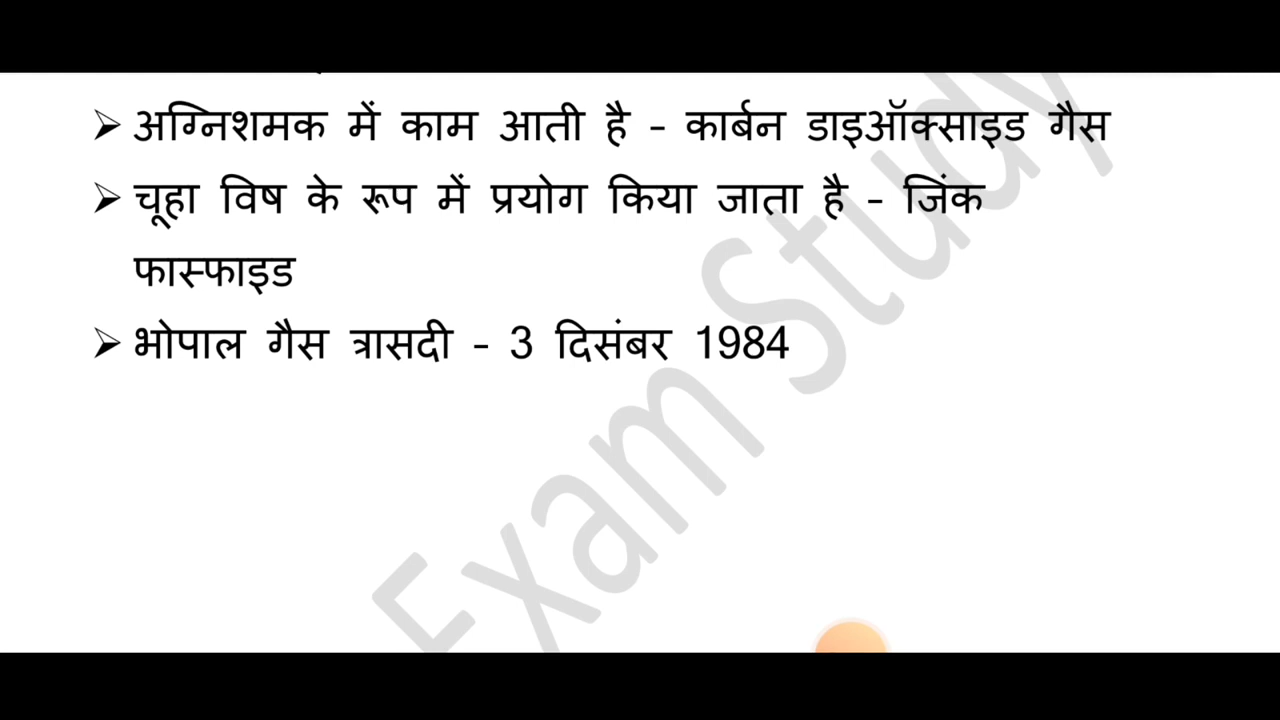 ➢ अग्निशमक में काम आती है - कार्बन डाइऑक्साइड गैस
➢ चूहा विष के रूप में प्रयोग किया जाता है - जिंक
फास्फाइड
➢ भोपाल गैस त्रासदी - 3 दिसंबर 1984
Exam Study